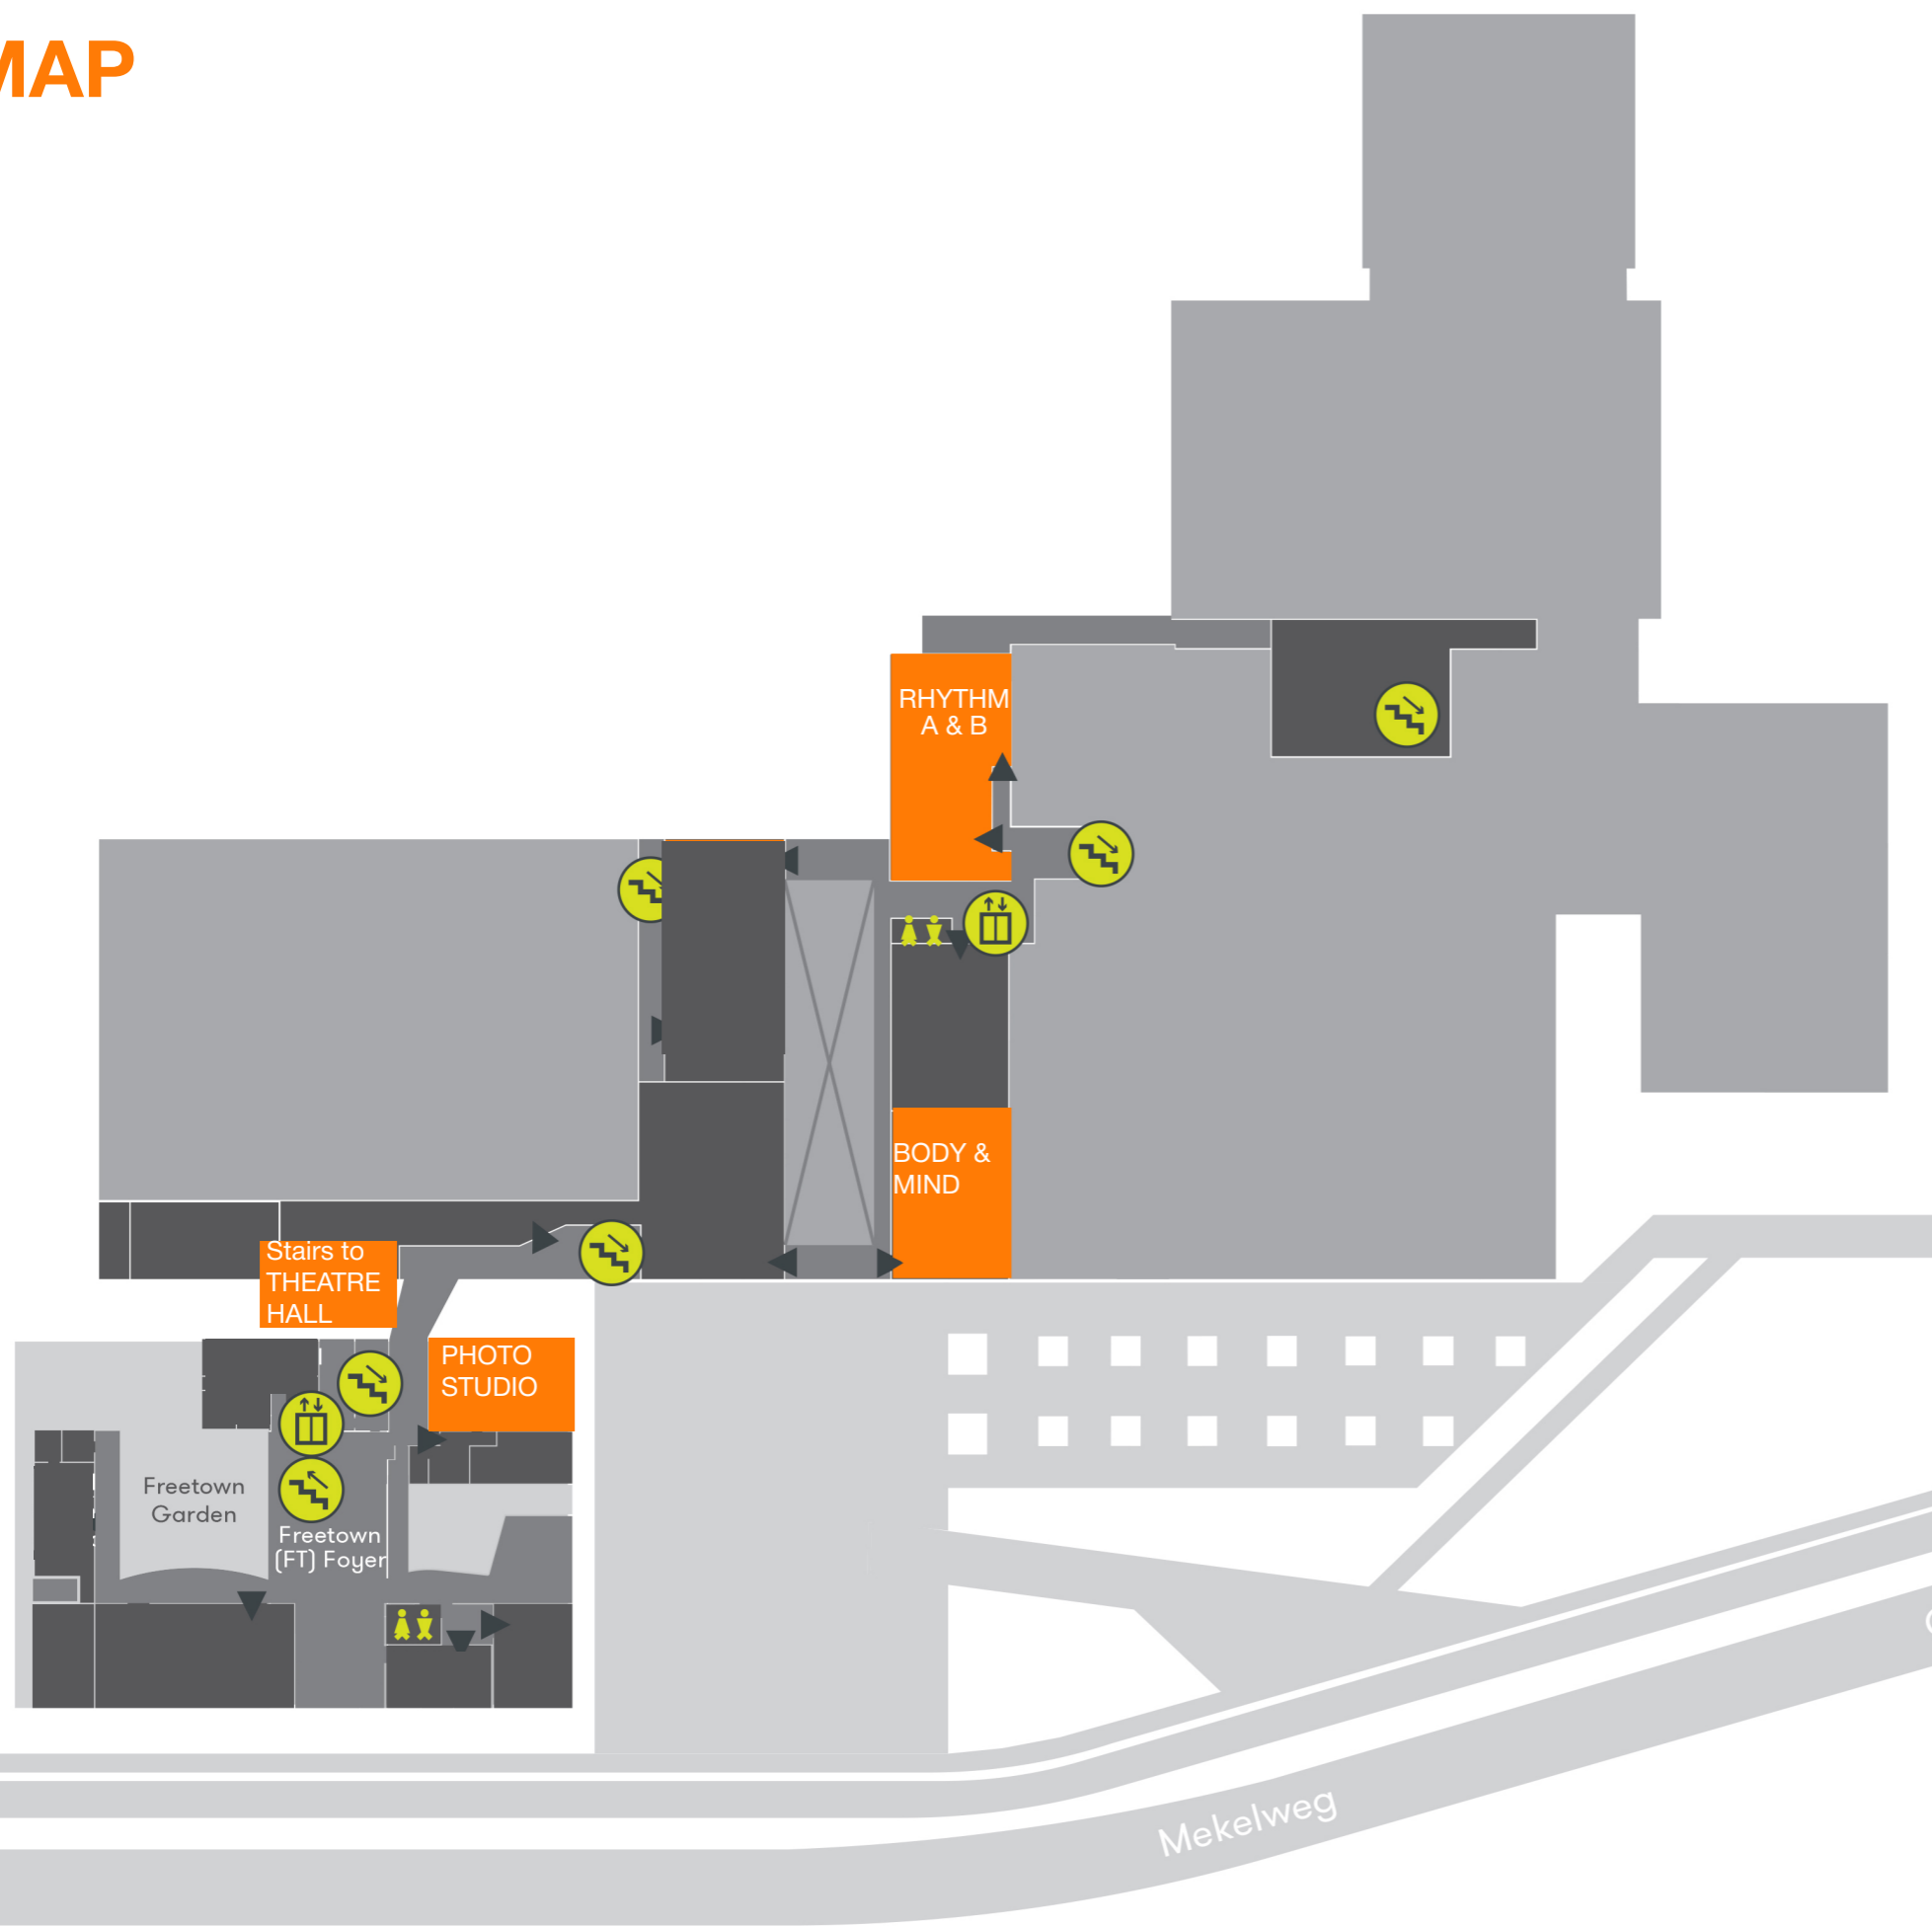 MAP
RHYTHM
A & B
BODY &
MIND
Stairs to
THEATRE
HALL
PHOTO
STUDIO
Freetown
Garden
Freetown
(FT) Foyer
Mekelweg